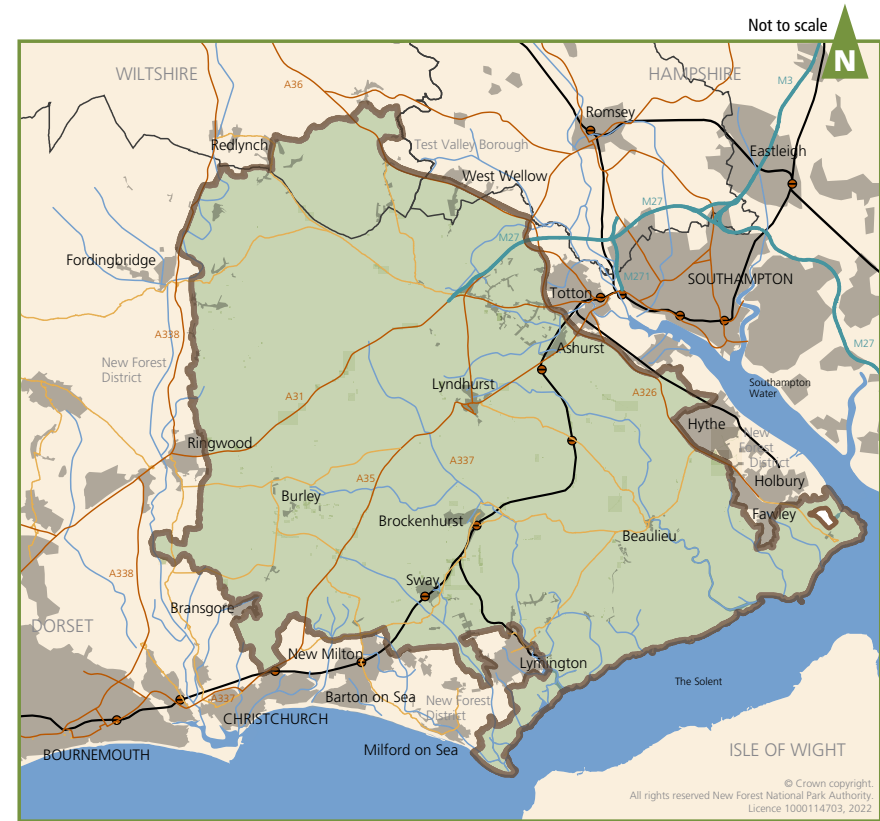 Not to scale
N
WILTSHIRE
HAMPSHIRE
A36
M3
Romsey
Redlynch
Test Valley Borough
Eastleigh
West Wellow
M27
M27
Fordingbridge
M271
SOUTHAMPTON
Totton
A338
M27
Ashurst
New Forest
District
Lyndhurst
Southampton
Water
A31
A326
Hythe
New
Forest
District
Ringwood
A337
A35
Holbury
Burley
Brockenhurst
Fawley
Beaulieu
A338
Sway
Bransgore
DORSET
New Milton
Lymington
The Solent
A337
Barton on Sea
New Forest
District
CHRISTCHURCH
BOURNEMOUTH
Milford on Sea
ISLE OF WIGHT
© Crown copyright.
All rights reserved New Forest National Park Authority.
Licence 1000114703, 2022